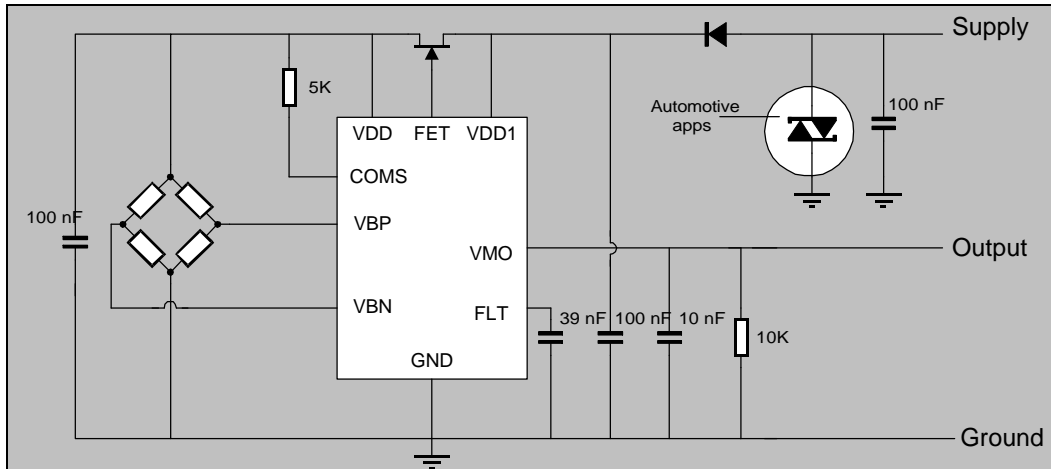 Supply
5K
Automotive
apps
100 nF
VDD FET VDD1
COMS
100 nF
VBP
VMO
Output
VBN
FLT
39 nF
100 nF
10 nF
10K
GND
Ground